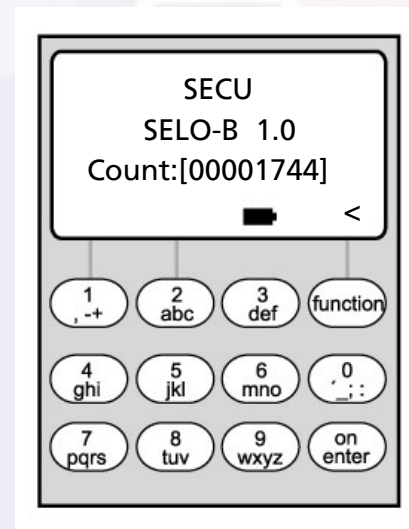 SECU
SELO-B 1.0
Count:[00001744]
<
1
, -+
2
abc
3
def
function
4
ghi
5
jkl
6
mno
0
´_; :
7
pqrs
8
tuv
9
wxyz
on
enter